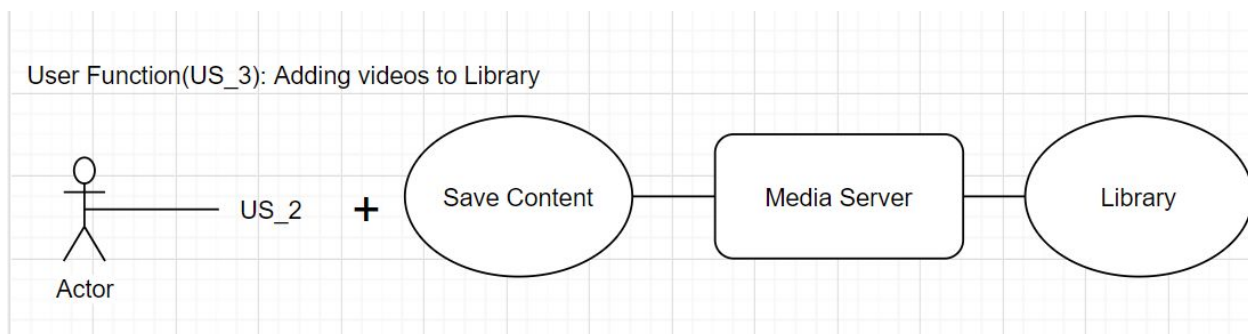 User Function(US_3): Adding videos to Library
US_2 + Save Content Media Server Library
Actor